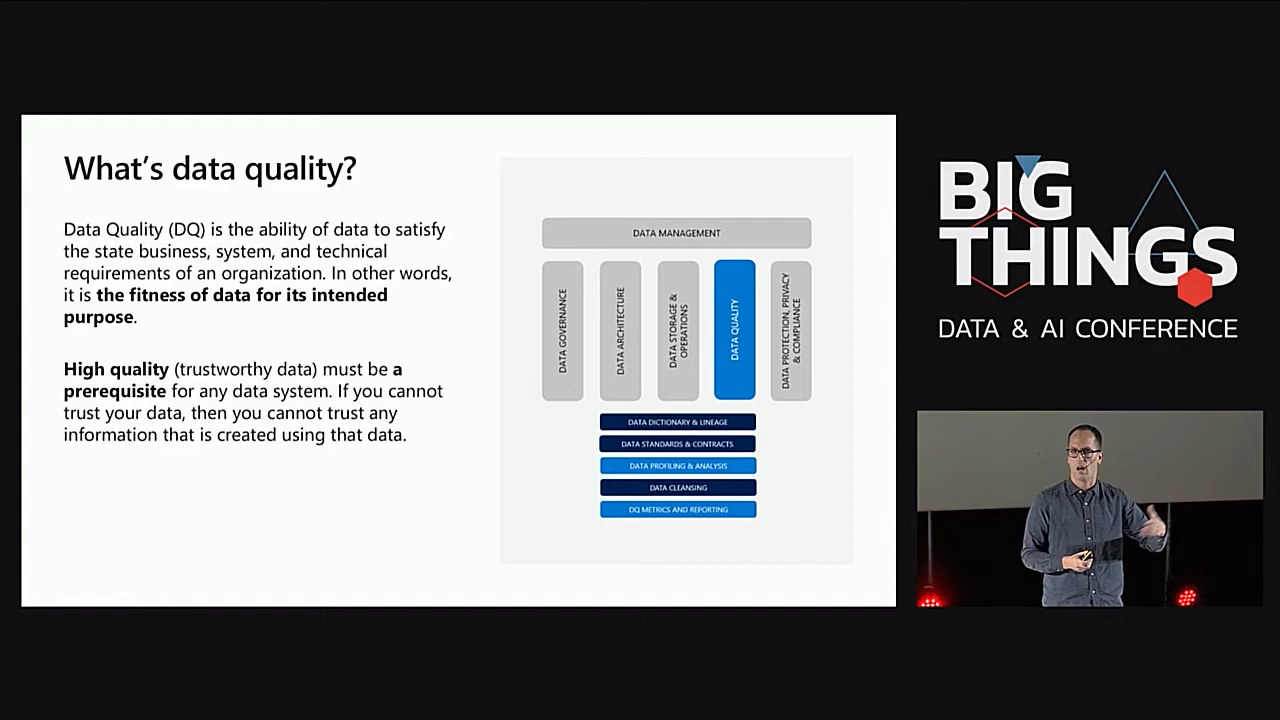 What's data quality?
Data Quality (DQ) is the ability of data to satisfy
the state business, system, and technical
requirements of an organization. In other words,
it is the fitness of data for its intended
purpose.
High quality (trustworthy data) must be a
prerequisite for any data system. If you cannot
trust your data, then you cannot trust any
information that is created using that data.
DATA MANAGEMENT
DATA GOVERNANCE
DATA ARCHITECTURE
DATA STORAGE &
OPERATIONS
DATA QUALITY
DATA PROTECTION, PRIVACY
& COMPLIANCE
DATA DICTIONARY & LINEAGE
DATA STANDARDS & CONTRACTS
DATA PROFILING & ANALYSIS
DATA CLEANSING
DQ METRICS AND REPORTING
BIG
THINGS
DATA & AI CONFERENCE